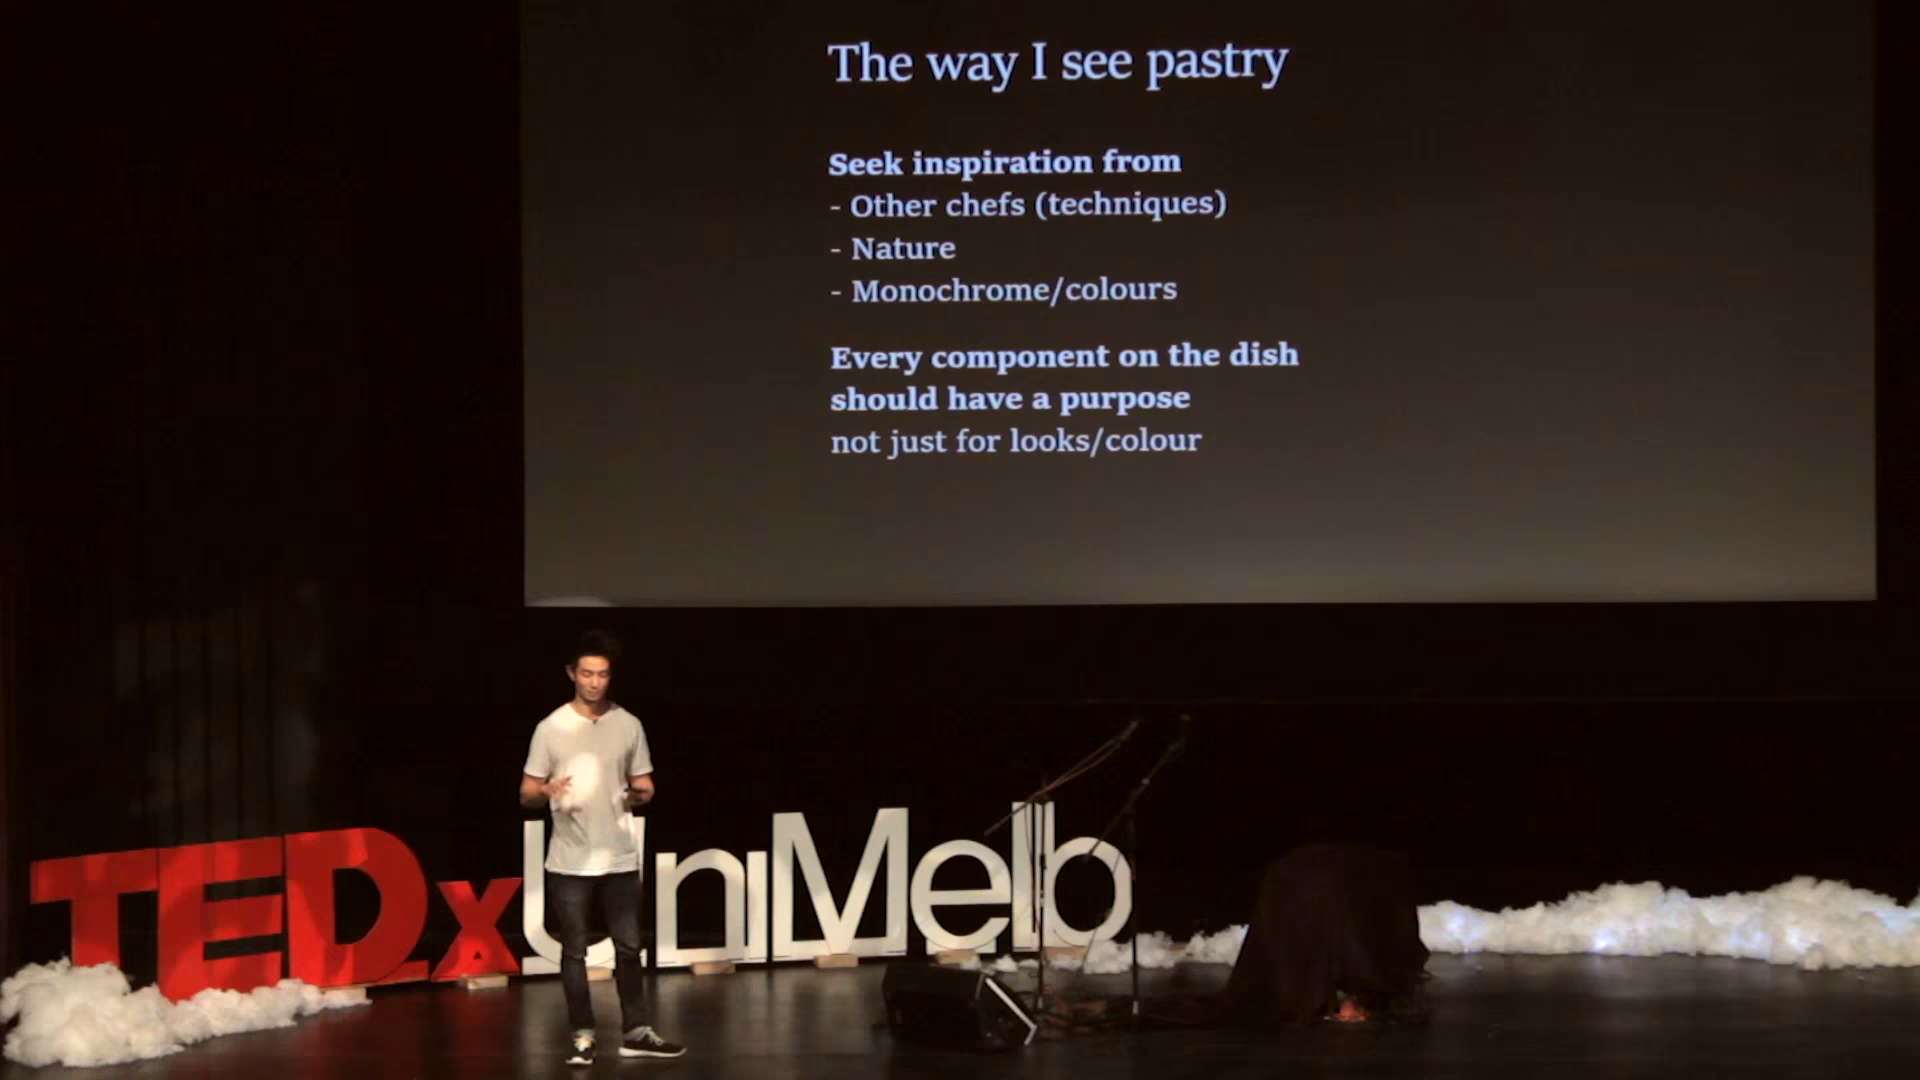 The way I see pastry
Seek inspiration from
- Other chefs (techniques)
- Nature
- Monochrome/colours
Every component on the dish
should have a purpose
not just for looks/colour
TEDxUniMelb